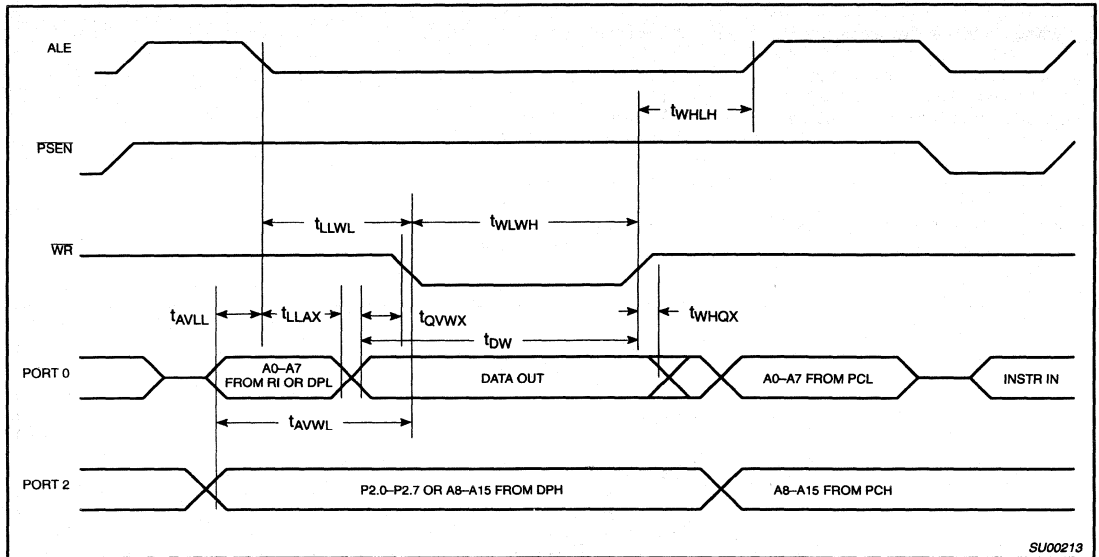 ALE
tWHLH
PSEN
tLLWL
tWLWH
WR
tAVLL
tLLAX
tQVWX
tWHQX
tDW
PORT 0
A0–A7
FROM RI OR DPL
DATA OUT
A0–A7 FROM PCL
INSTR IN
tAVWL
PORT 2
P2.0–P2.7 OR A8–A15 FROM DPH
A8–A15 FROM PCH
SU00213